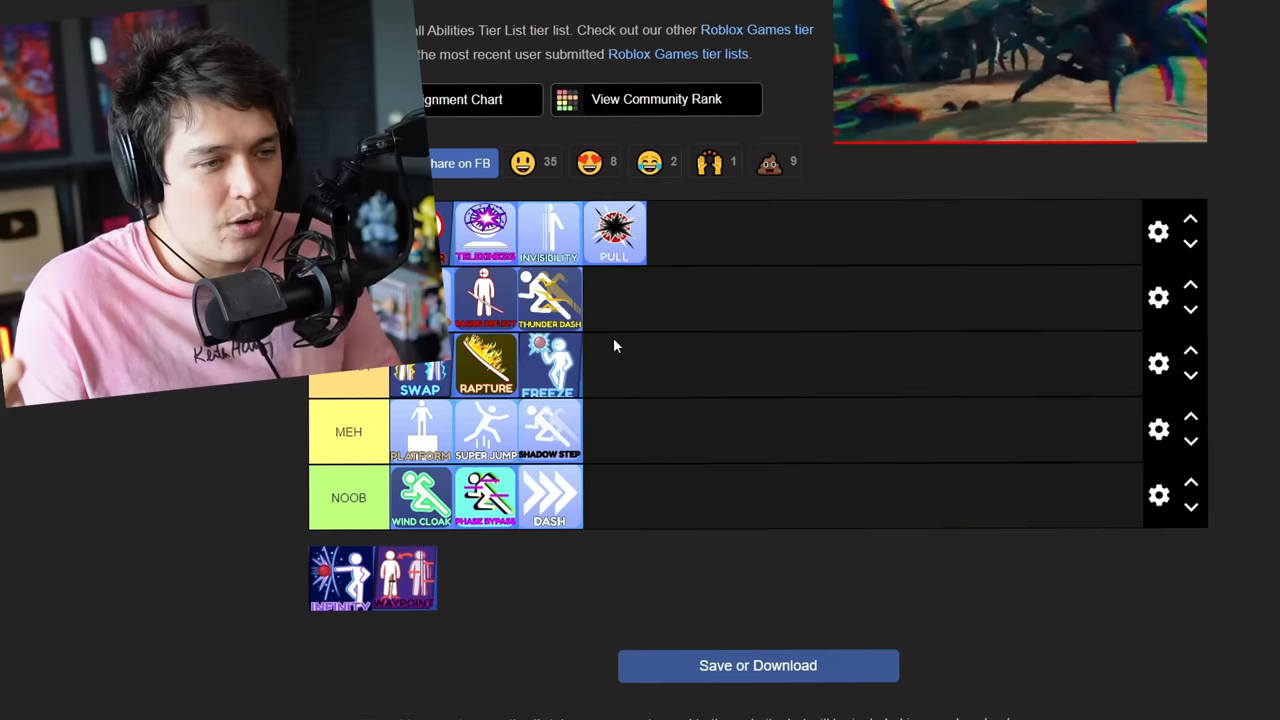 ll Abilities Tier List tier list. Check out our other Roblox Games tier
the most recent user submitted Roblox Games tier lists.
gnment Chart
View Community Rank
hare on FB
35
8
2
1
9
R
TELEKINESIS
INVISIBILITY
PULL
RAGING DEFLECT
THUNDER DASH
SWAP
RAPTURE
FREEZE
MEH
PLATFORM
SUPER JUMP
SHADOW STEP
NOOB
WIND CLOAK
PHASE BYPASS
DASH
INFINITY
WAYPOINT
Save or Download